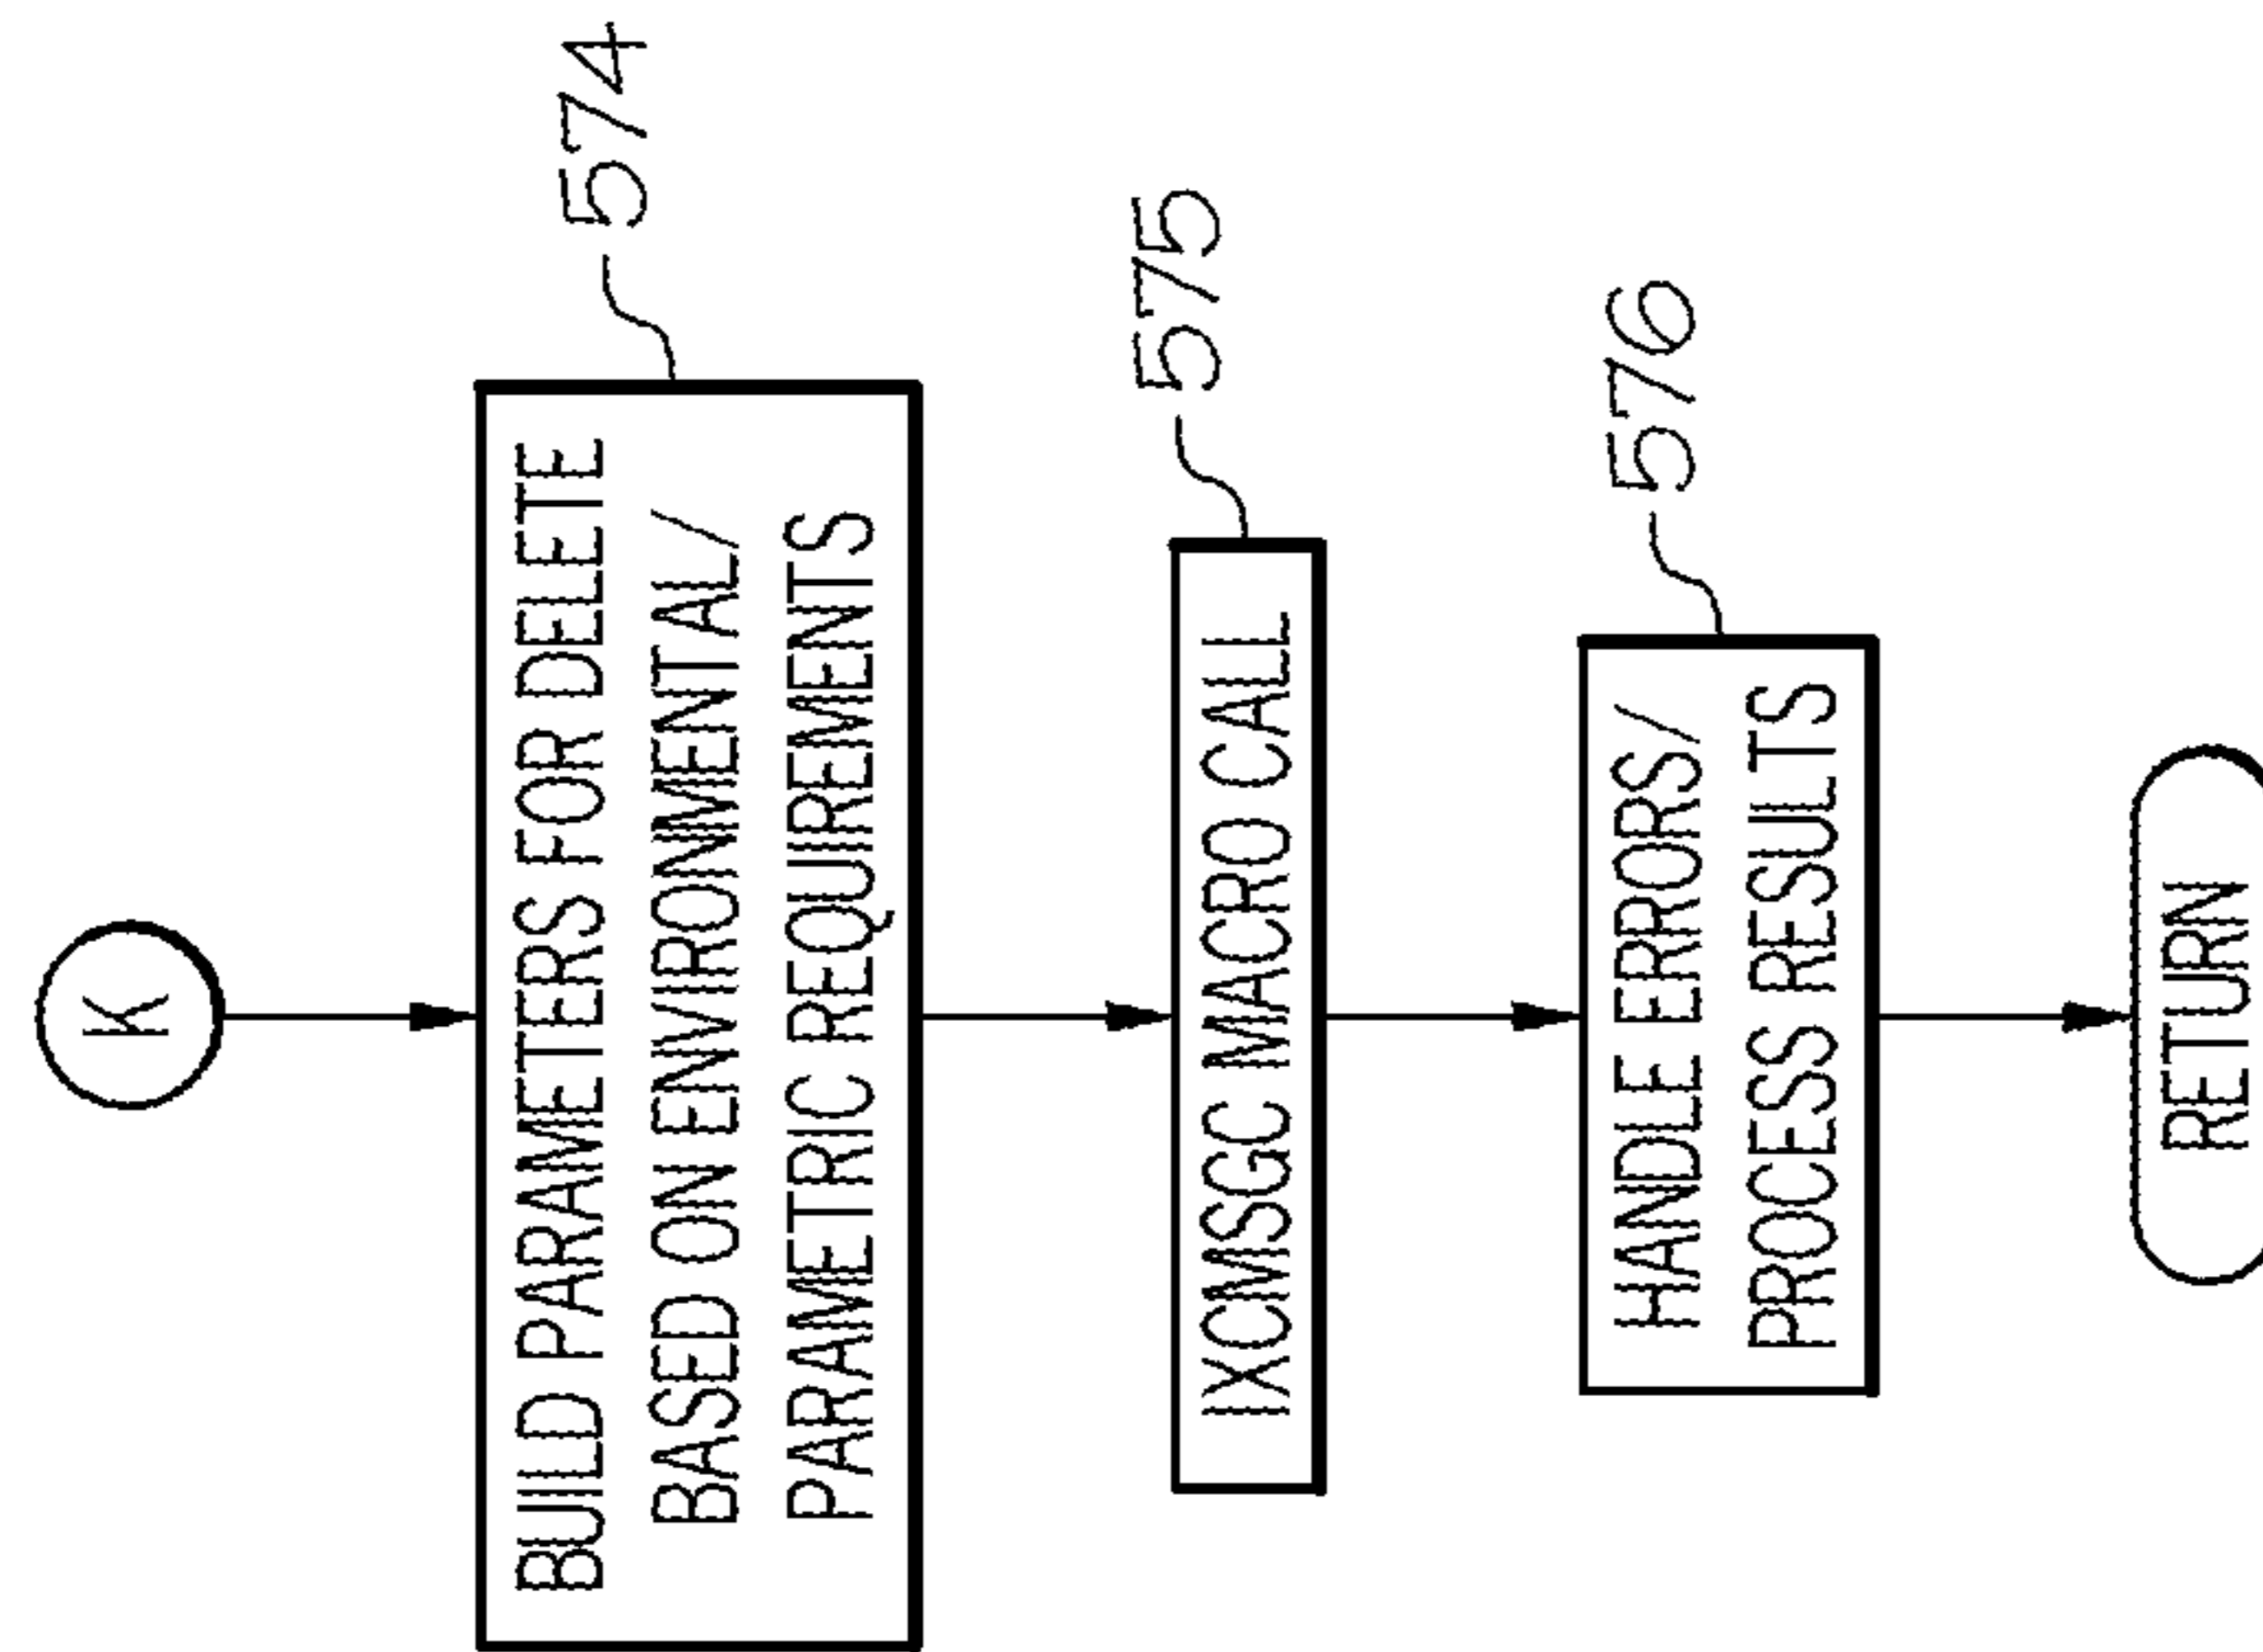 K
574
BUILD PARAMETERS FOR DELETE
BASED ON ENVIRONMENTAL/
PARAMETRIC REQUIREMENTS
575
IXCMSGC MACRO CALL
576
HANDLE ERRORS/
PROCESS RESULTS
RETURN